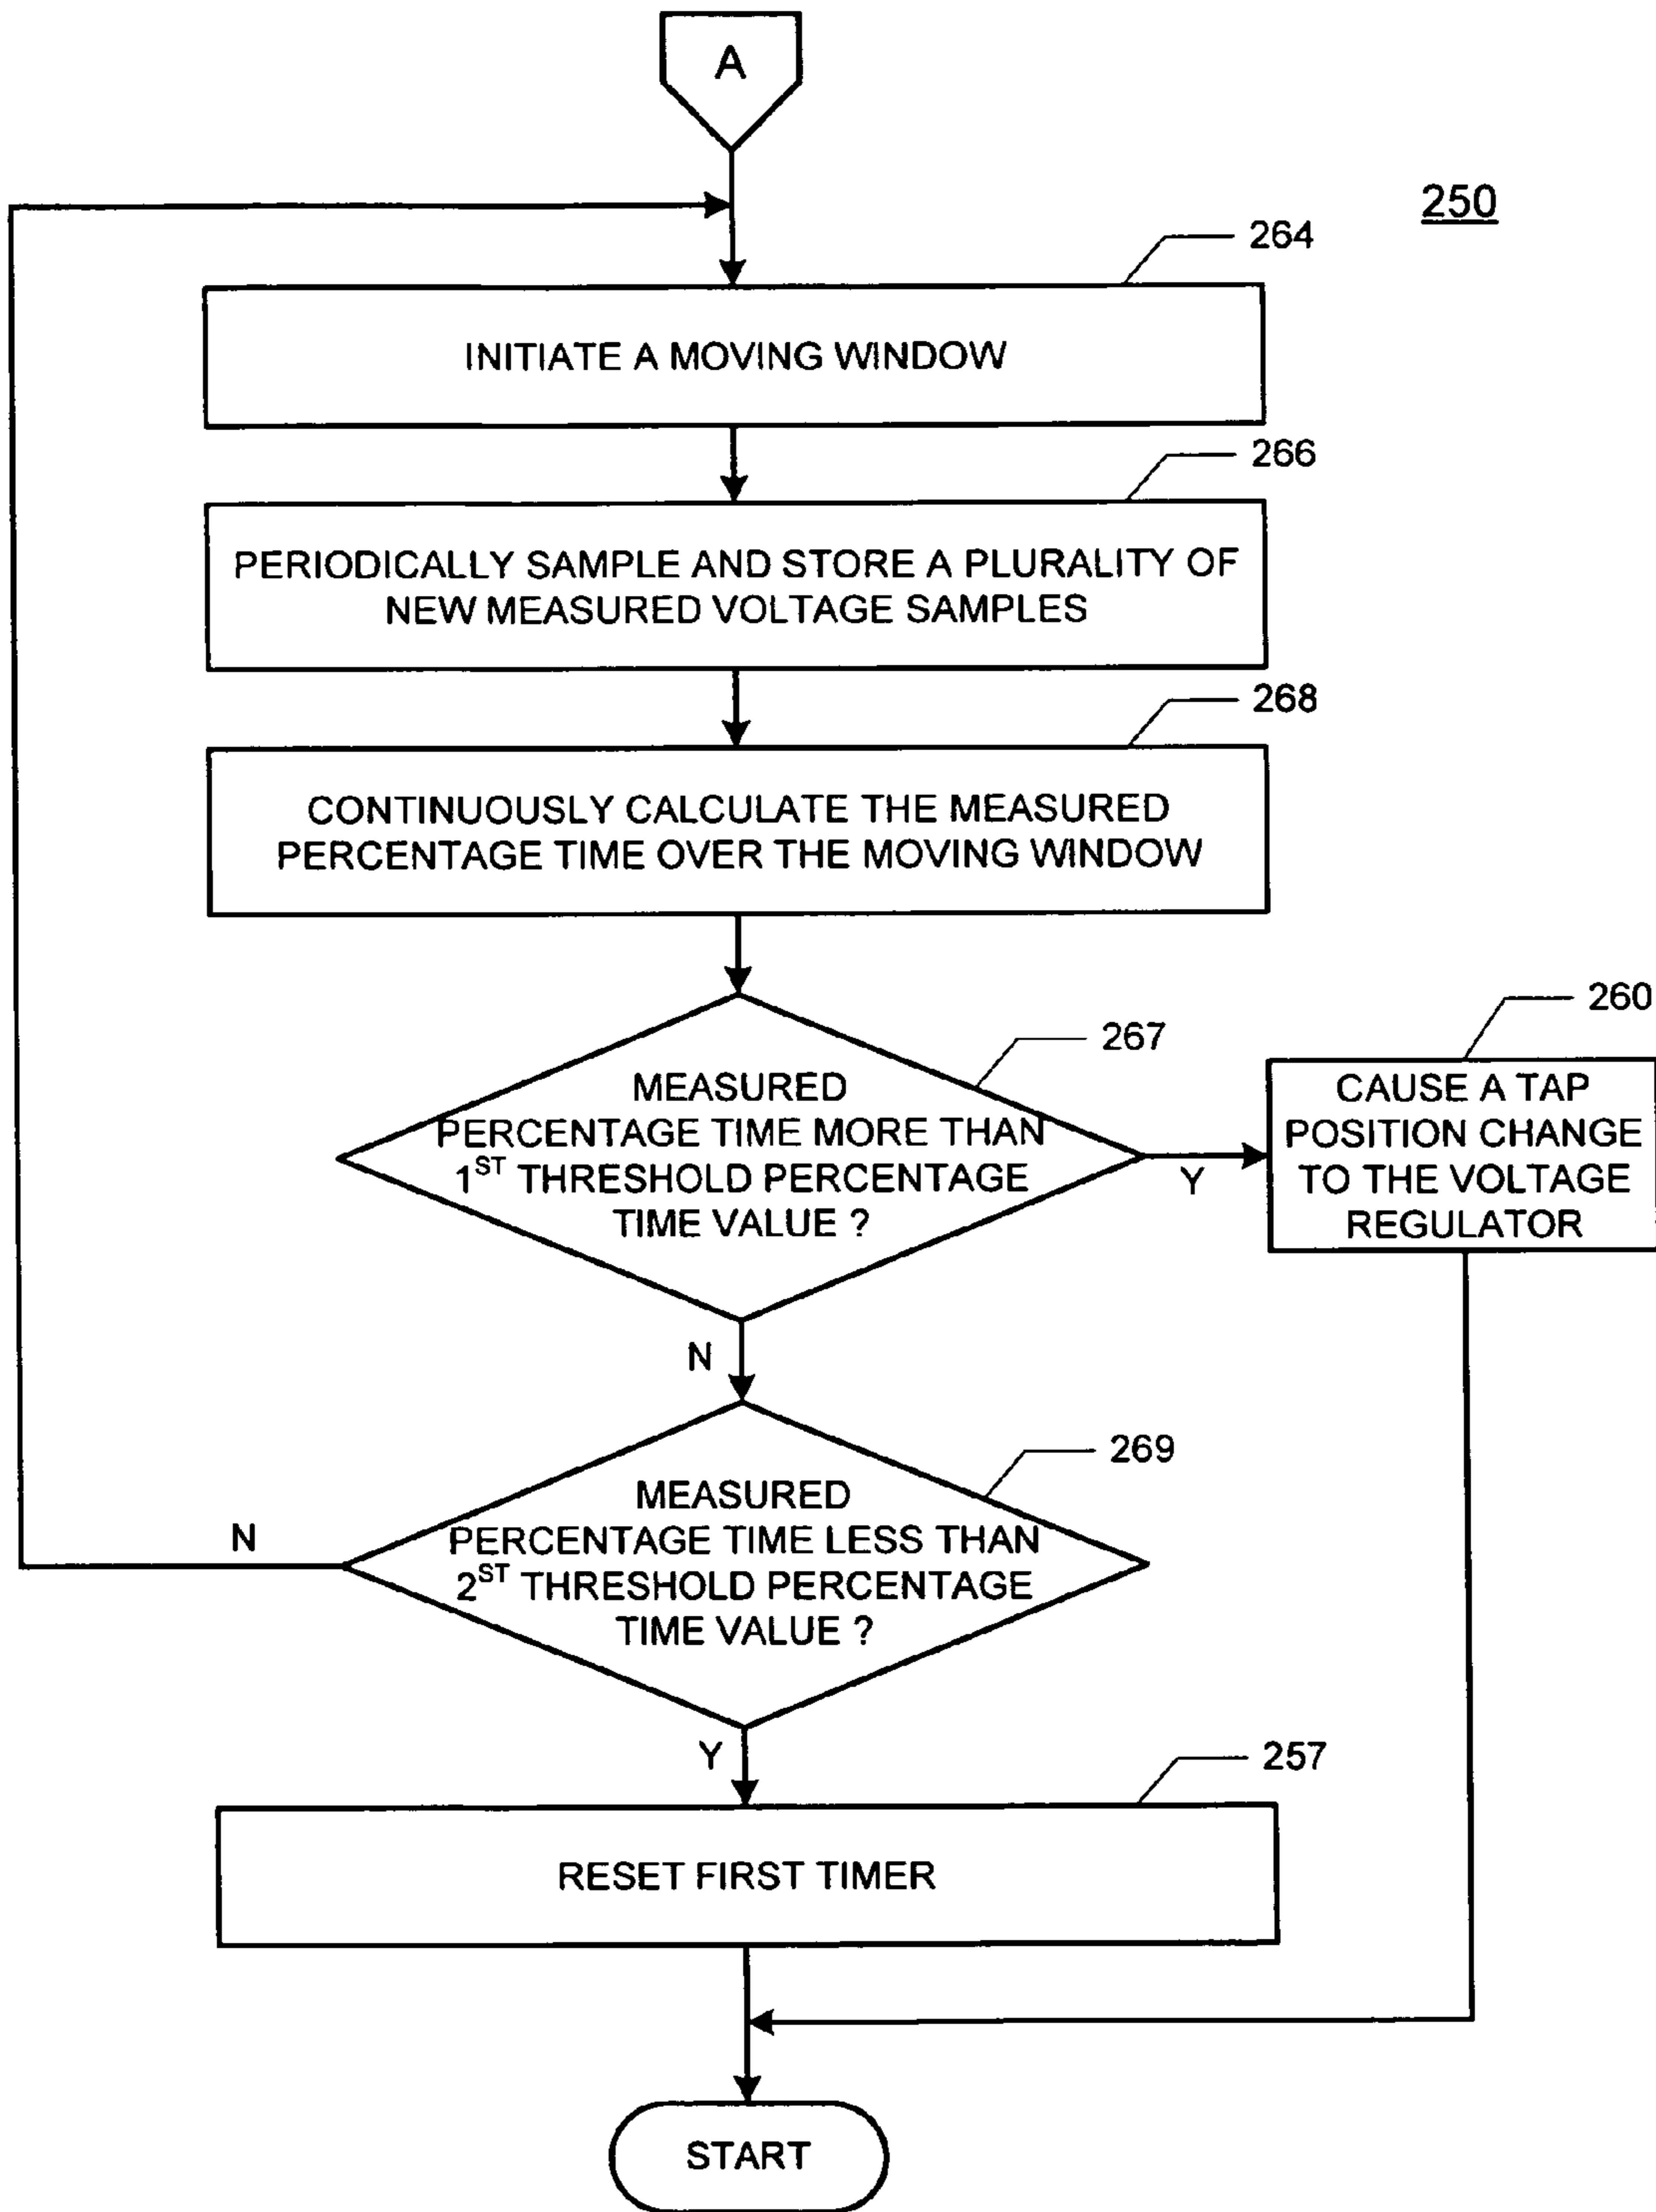 A
250
264
INITIATE A MOVING WINDOW
266
PERIODICALLY SAMPLE AND STORE A PLURALITY OF
NEW MEASURED VOLTAGE SAMPLES
268
CONTINUOUSLY CALCULATE THE MEASURED
PERCENTAGE TIME OVER THE MOVING WINDOW
267
MEASURED
PERCENTAGE TIME MORE THAN
1ST THRESHOLD PERCENTAGE
TIME VALUE ?
Y
260
CAUSE A TAP
POSITION CHANGE
TO THE VOLTAGE
REGULATOR
N
269
MEASURED
PERCENTAGE TIME LESS THAN
2ST THRESHOLD PERCENTAGE
TIME VALUE ?
N
Y
257
RESET FIRST TIMER
START